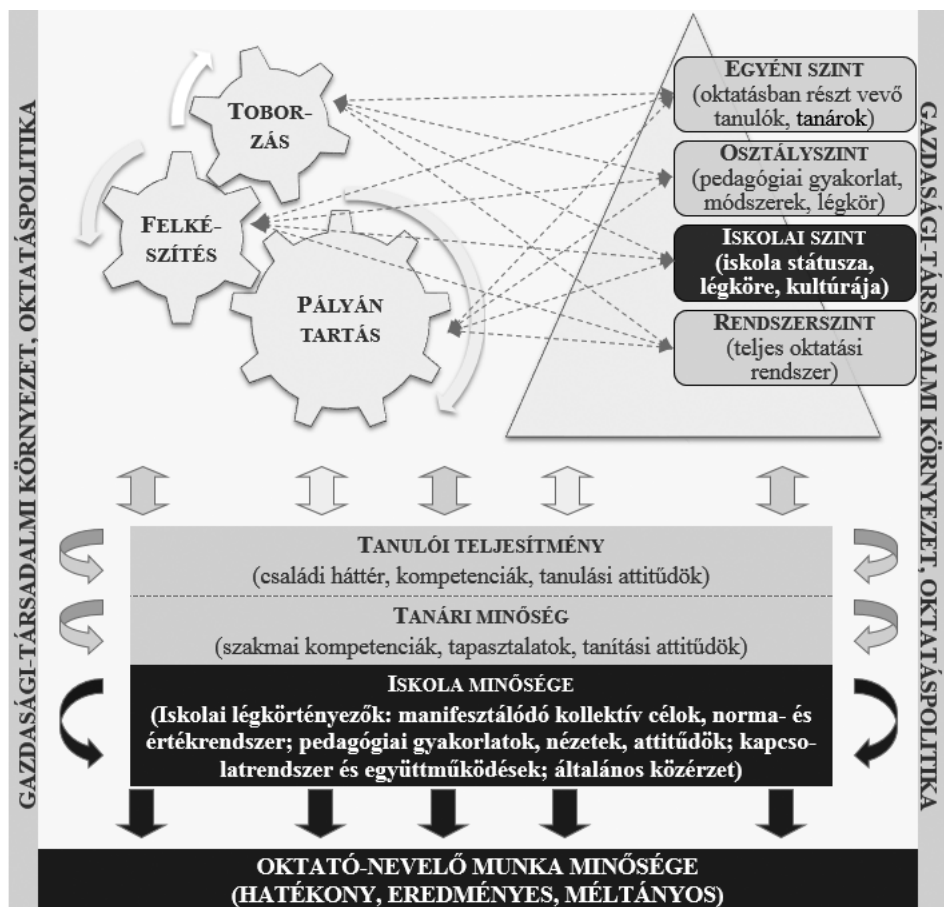 GAZDASÁGI-TÁRSADALMI KÖRNYEZET, OKTATÁSPOLITIKA
TOBOR-
ZÁS
FELKÉ-
SZÍTÉS
PÁLYÁN
TARTÁS
EGYÉNI SZINT
(oktatásban részt vevő
tanulók, tanárok)
OSZTÁLYSZINT
(pedagógiai gyakorlat,
módszerek, légkör)
ISKOLAI SZINT
(iskola státusza,
légköre, kultúrája)
RENDSZERSZINT
(teljes oktatási
rendszer)
GAZDASÁGI-TÁRSADALMI KÖRNYEZET, OKTATÁSPOLITIKA
TANULÓI TELJESÍTMÉNY
(családi háttér, kompetenciák, tanulási attitűdök)
TANÁRI MINŐSÉG
(szakmai kompetenciák, tapasztalatok, tanítási attitűdök)
ISKOLA MINŐSÉGE
(Iskolai légkörtényezők: manifesztálódó kollektív célok, norma- és
értékrendszer; pedagógiai gyakorlatok, nézetek, attitűdök; kapcso-
latrendszer és együttműködések; általános közérzet)
OKTATÓ-NEVELŐ MUNKA MINŐSÉGE
(HATÉKONY, EREDMÉNYES, MÉLTÁNYOS)